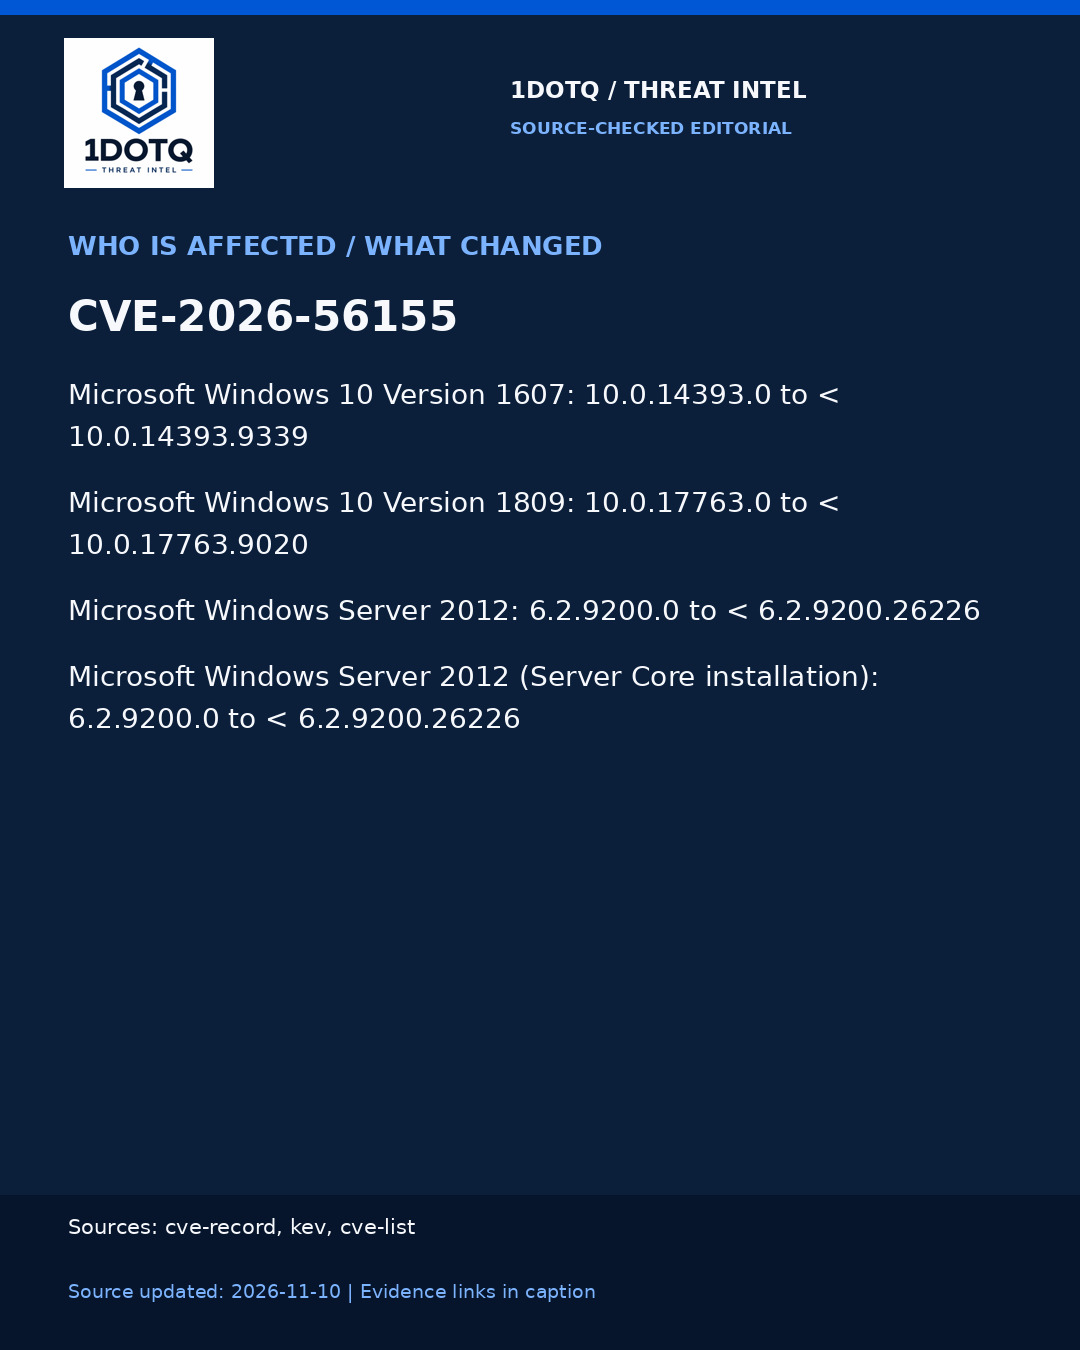 1DOTQ
THREAT INTEL
1DOTQ / THREAT INTEL
SOURCE-CHECKED EDITORIAL
WHO IS AFFECTED / WHAT CHANGED
CVE-2026-56155
Microsoft Windows 10 Version 1607: 10.0.14393.0 to <
10.0.14393.9339
Microsoft Windows 10 Version 1809: 10.0.17763.0 to <
10.0.17763.9020
Microsoft Windows Server 2012: 6.2.9200.0 to < 6.2.9200.26226
Microsoft Windows Server 2012 (Server Core installation):
6.2.9200.0 to < 6.2.9200.26226
Sources: cve-record, kev, cve-list
Source updated: 2026-11-10 | Evidence links in caption